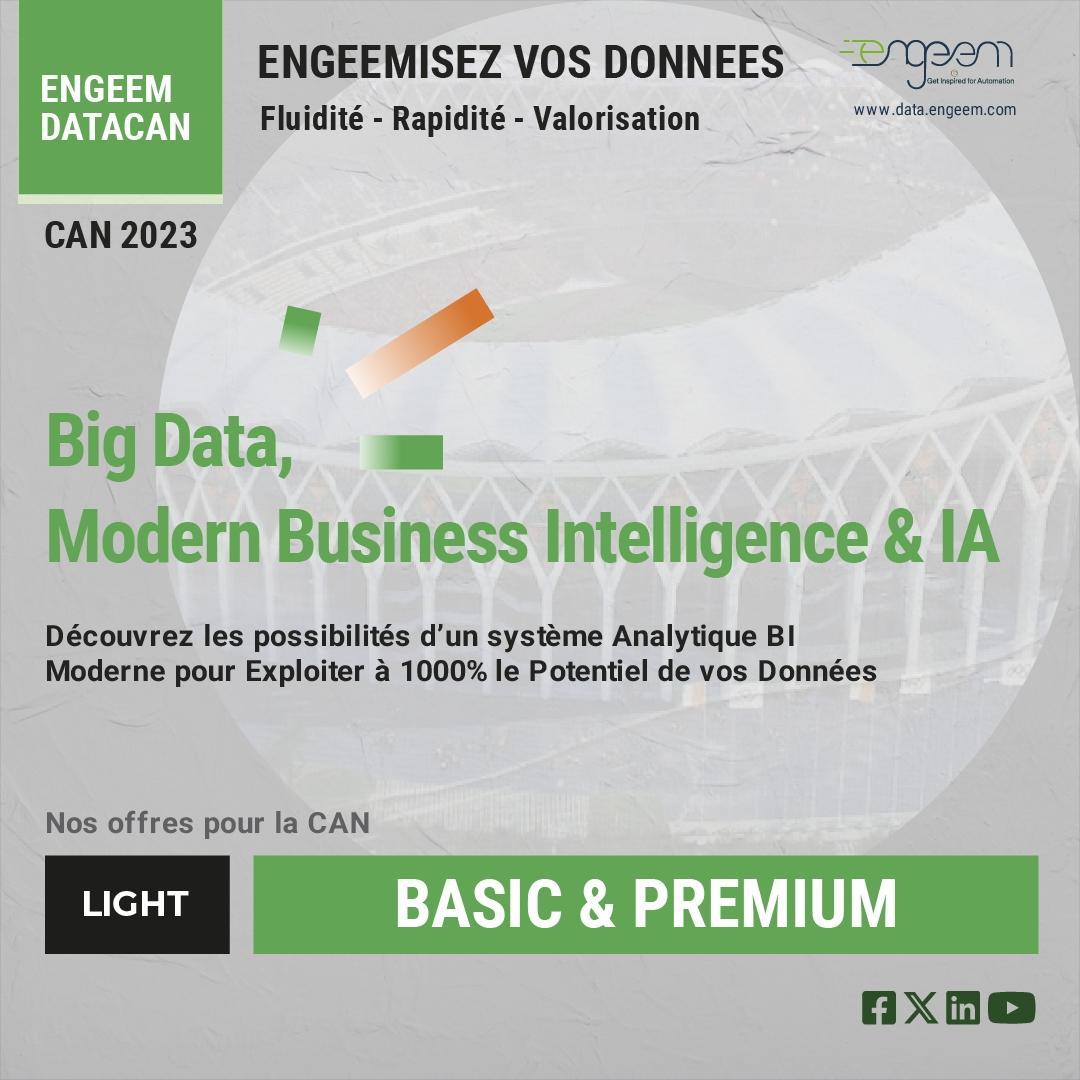 ENGEEM
DATACAN
ENGEEMISEZ VOS DONNEES
Fluidité - Rapidité - Valorisation
engeem
Get Inspired for Automation
www.data.engeem.com
CAN 2023
Big Data,
Modern Business Intelligence & IA
Découvrez les possibilités d’un système Analytique BI
Moderne pour Exploiter à 1000% le Potentiel de vos Données
Nos offres pour la CAN
LIGHT
BASIC & PREMIUM